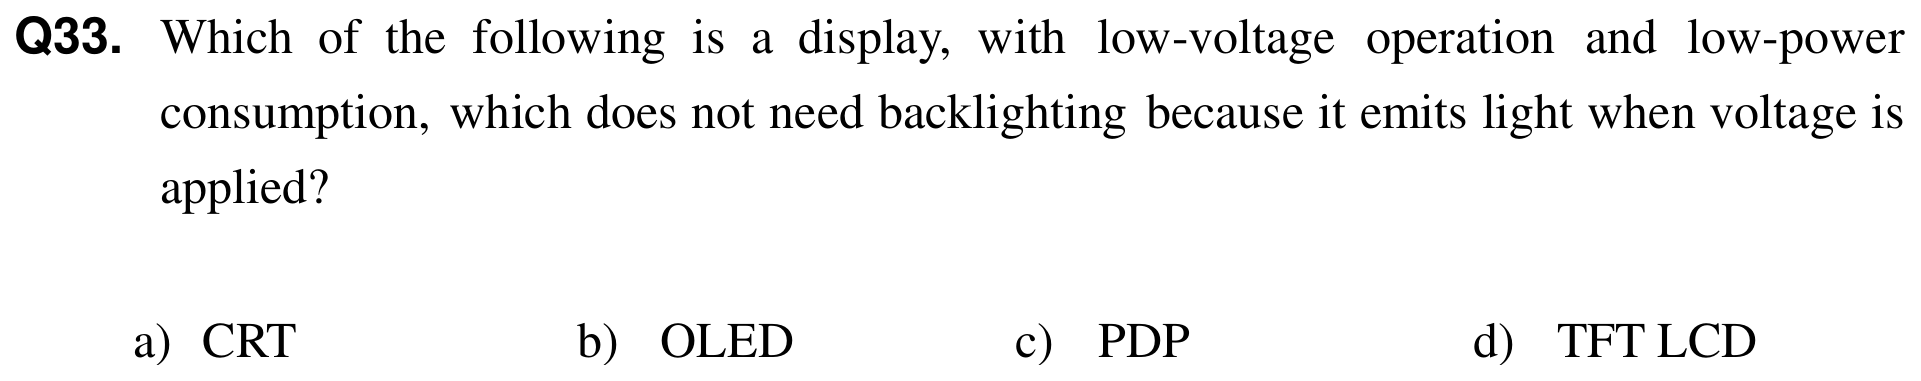 Q33. Which of the following is a display, with low-voltage operation and low-power
consumption, which does not need backlighting because it emits light when voltage is
applied?
a) CRT b) OLED c) PDP d) TFT LCD